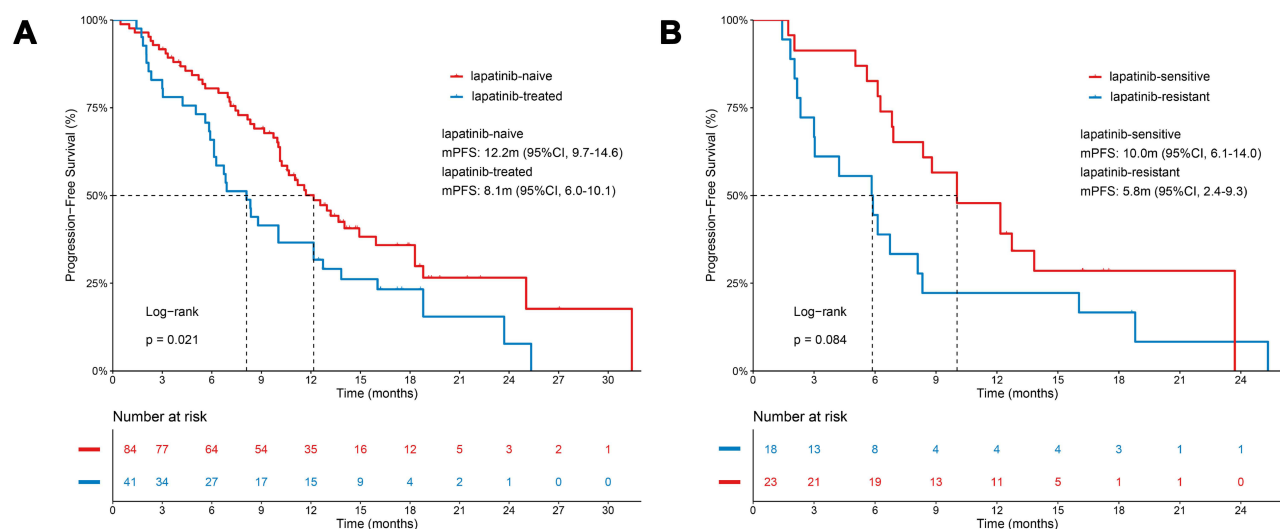 A
100%
75%
50%
25%
0%
Progression−Free Survival (%)
lapatinib-naive
lapatinib-treated
lapatinib-naive
mPFS: 12.2m (95%CI, 9.7-14.6)
lapatinib-treated
mPFS: 8.1m (95%CI, 6.0-10.1)
Log−rank
p = 0.021
0 3 6 9 12 15 18 21 24 27 30
Time (months)
Number at risk
84 77 64 54 35 16 12 5 3 2 1
41 34 27 17 15 9 4 2 1 0 0
0 3 6 9 12 15 18 21 24 27 30
Time (months)
B
100%
75%
50%
25%
0%
Progression−Free Survival (%)
lapatinib-sensitive
lapatinib-resistant
lapatinib-sensitive
mPFS: 10.0m (95%CI, 6.1-14.0)
lapatinib-resistant
mPFS: 5.8m (95%CI, 2.4-9.3)
Log−rank
p = 0.084
0 3 6 9 12 15 18 21 24
Time (months)
Number at risk
18 13 8 4 4 4 3 1 1
23 21 19 13 11 5 1 1 0
0 3 6 9 12 15 18 21 24
Time (months)